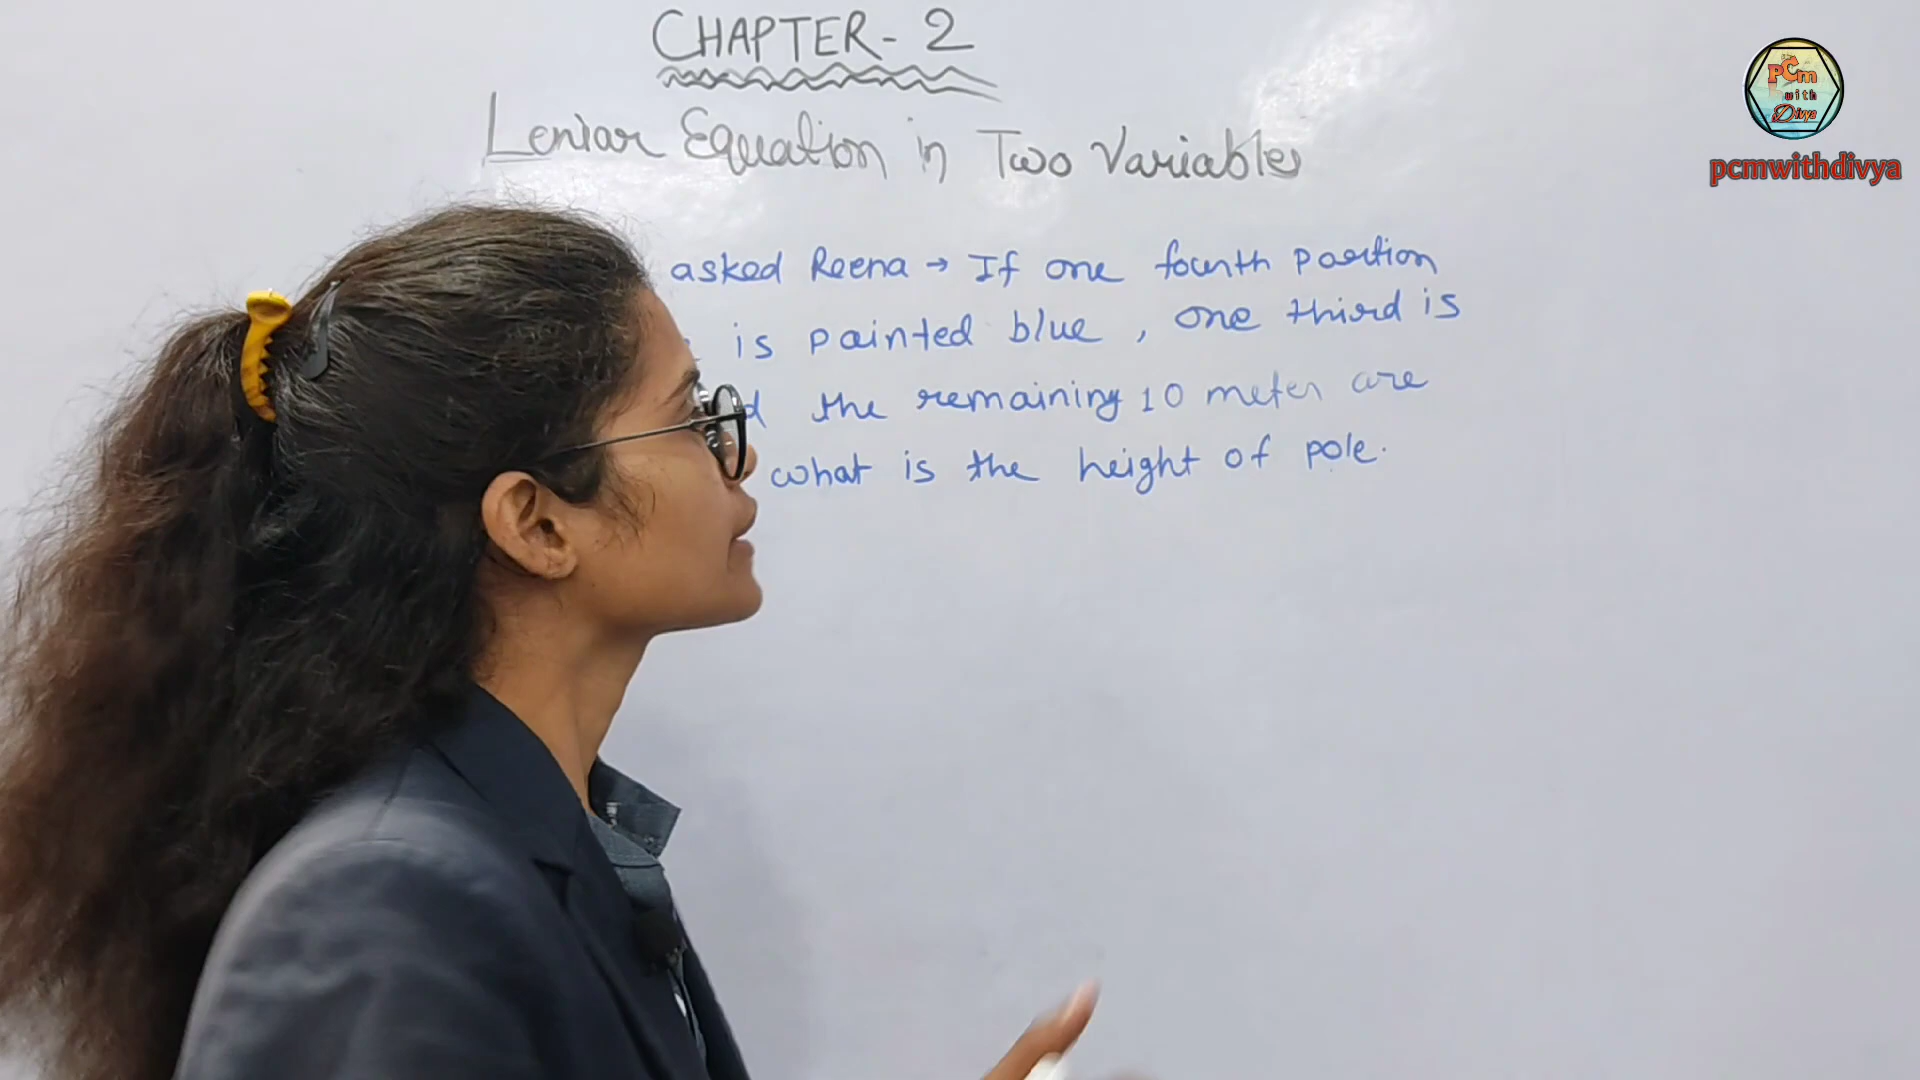 CHAPTER - 2
Leniar Equation in Two Variables
asked Reena → If one fourth portion
is painted blue, one third is
the remaining 10 meter are
what is the height of pole.
PCm
with
Divya
pcmwithdivya